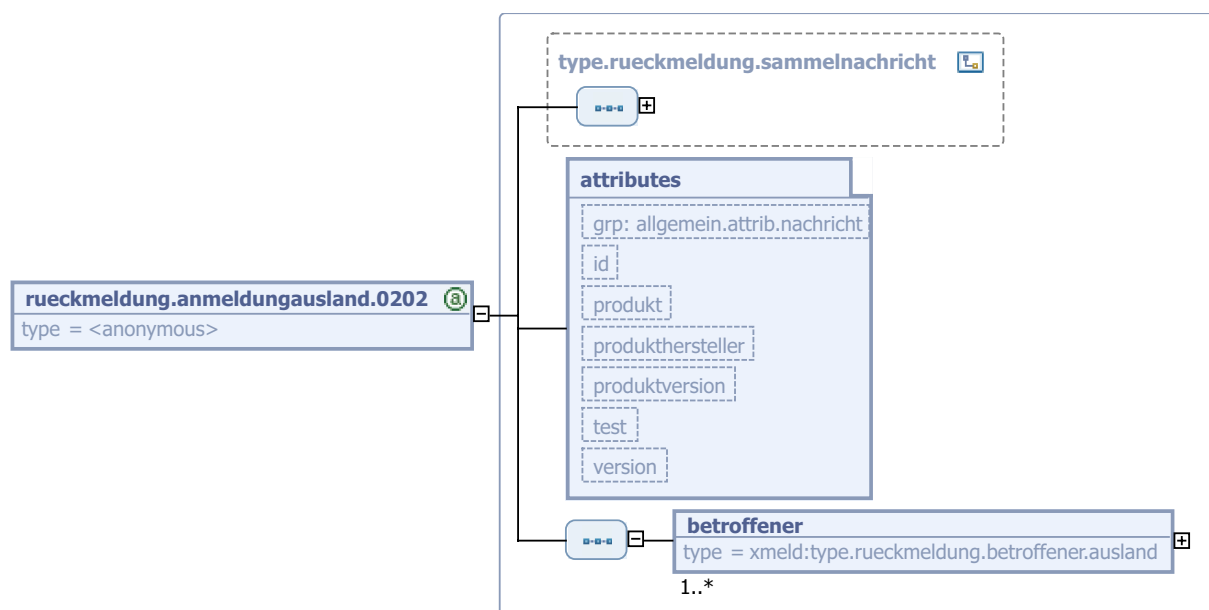 type.rueckmeldung.sammelnachricht
attributes
grp: allgemein.attrib.nachricht
id
rueckmeldung.anmeldungausland.0202 a
type = <anonymous>
produkt
produkthersteller
produktversion
test
version
betroffener
type = xmeld:type.rueckmeldung.betroffener.ausland
1..*